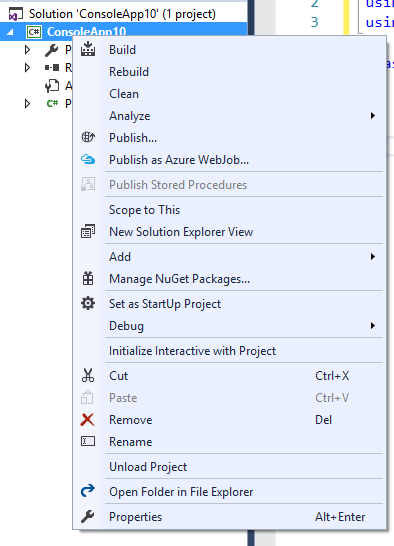 Solution 'ConsoleApp10' (1 project)
2 usin
C# ConsoleApp10
3 usin
P
R
A
C# P
as
Build
Rebuild
Clean
Analyze
Publish...
Publish as Azure WebJob...
Publish Stored Procedures
Scope to This
New Solution Explorer View
Add
Manage NuGet Packages...
Set as StartUp Project
Debug
Initialize Interactive with Project
Cut Ctrl+X
Paste Ctrl+V
Remove Del
Rename
Unload Project
Open Folder in File Explorer
Properties Alt+Enter